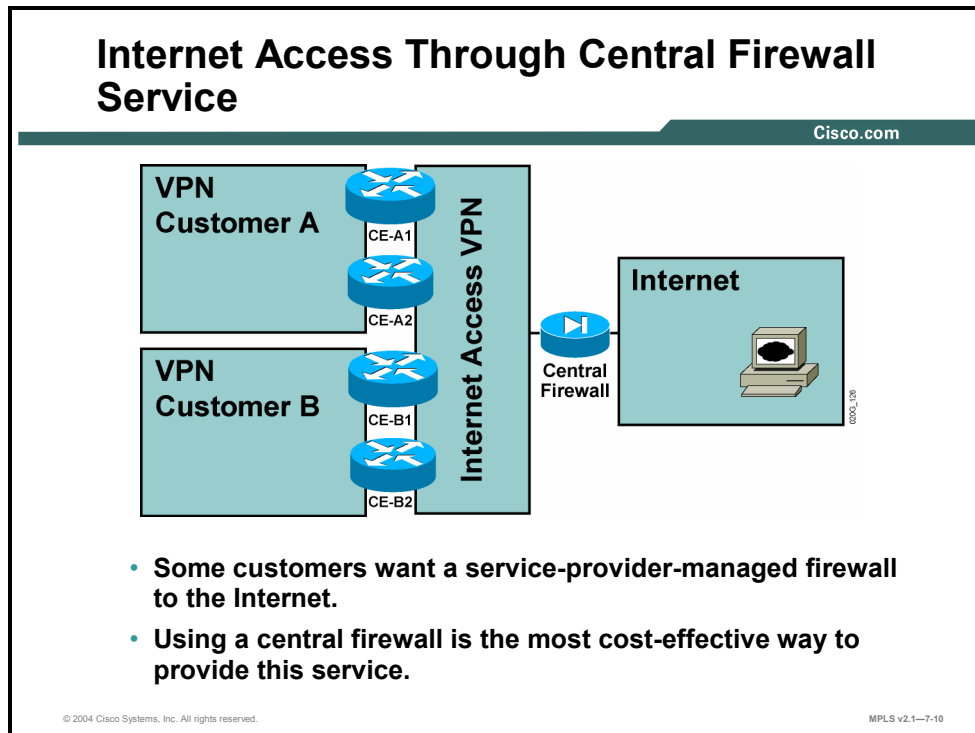 Internet Access Through Central Firewall
Service
Cisco.com
VPN
Customer A
CE-A1
CE-A2
VPN
Customer B
CE-B1
CE-B2
Internet Access VPN
Central
Firewall
Internet
020G_126
• Some customers want a service-provider-managed firewall
to the Internet.
• Using a central firewall is the most cost-effective way to
provide this service.
© 2004 Cisco Systems, Inc. All rights reserved.
MPLS v2.1—7-10